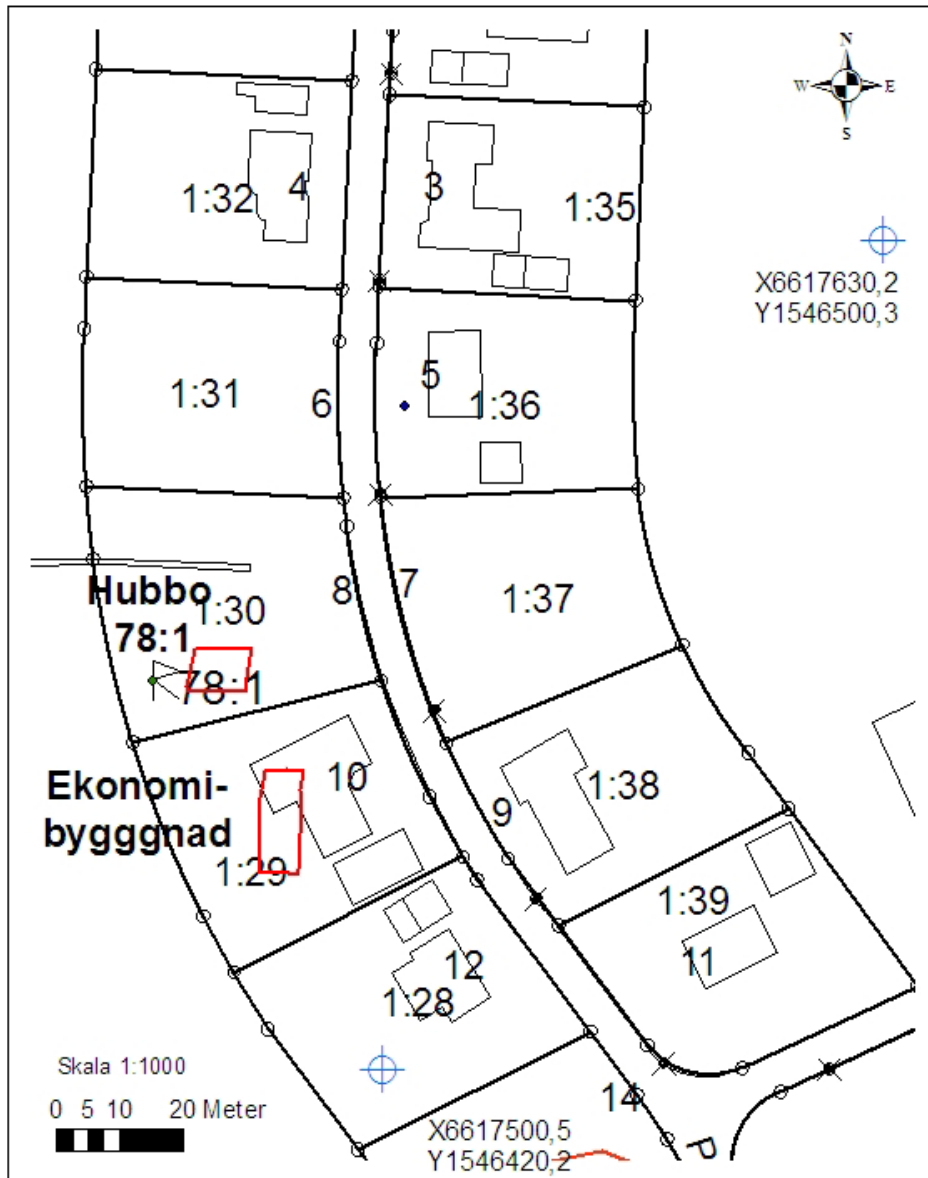 N
W E
S
1:32
4
3
1:35
X6617630,2
Y1546500,3
1:31
6
5
1:36
8
7
1:37
Hubbo
1:30
78:1
78:1
Ekonomi-
bygggnad
10
1:29
9
1:38
1:39
11
12
1:28
Skala 1:1000
0 5 10 20 Meter
14
X6617500,5
Y1546420,2
P